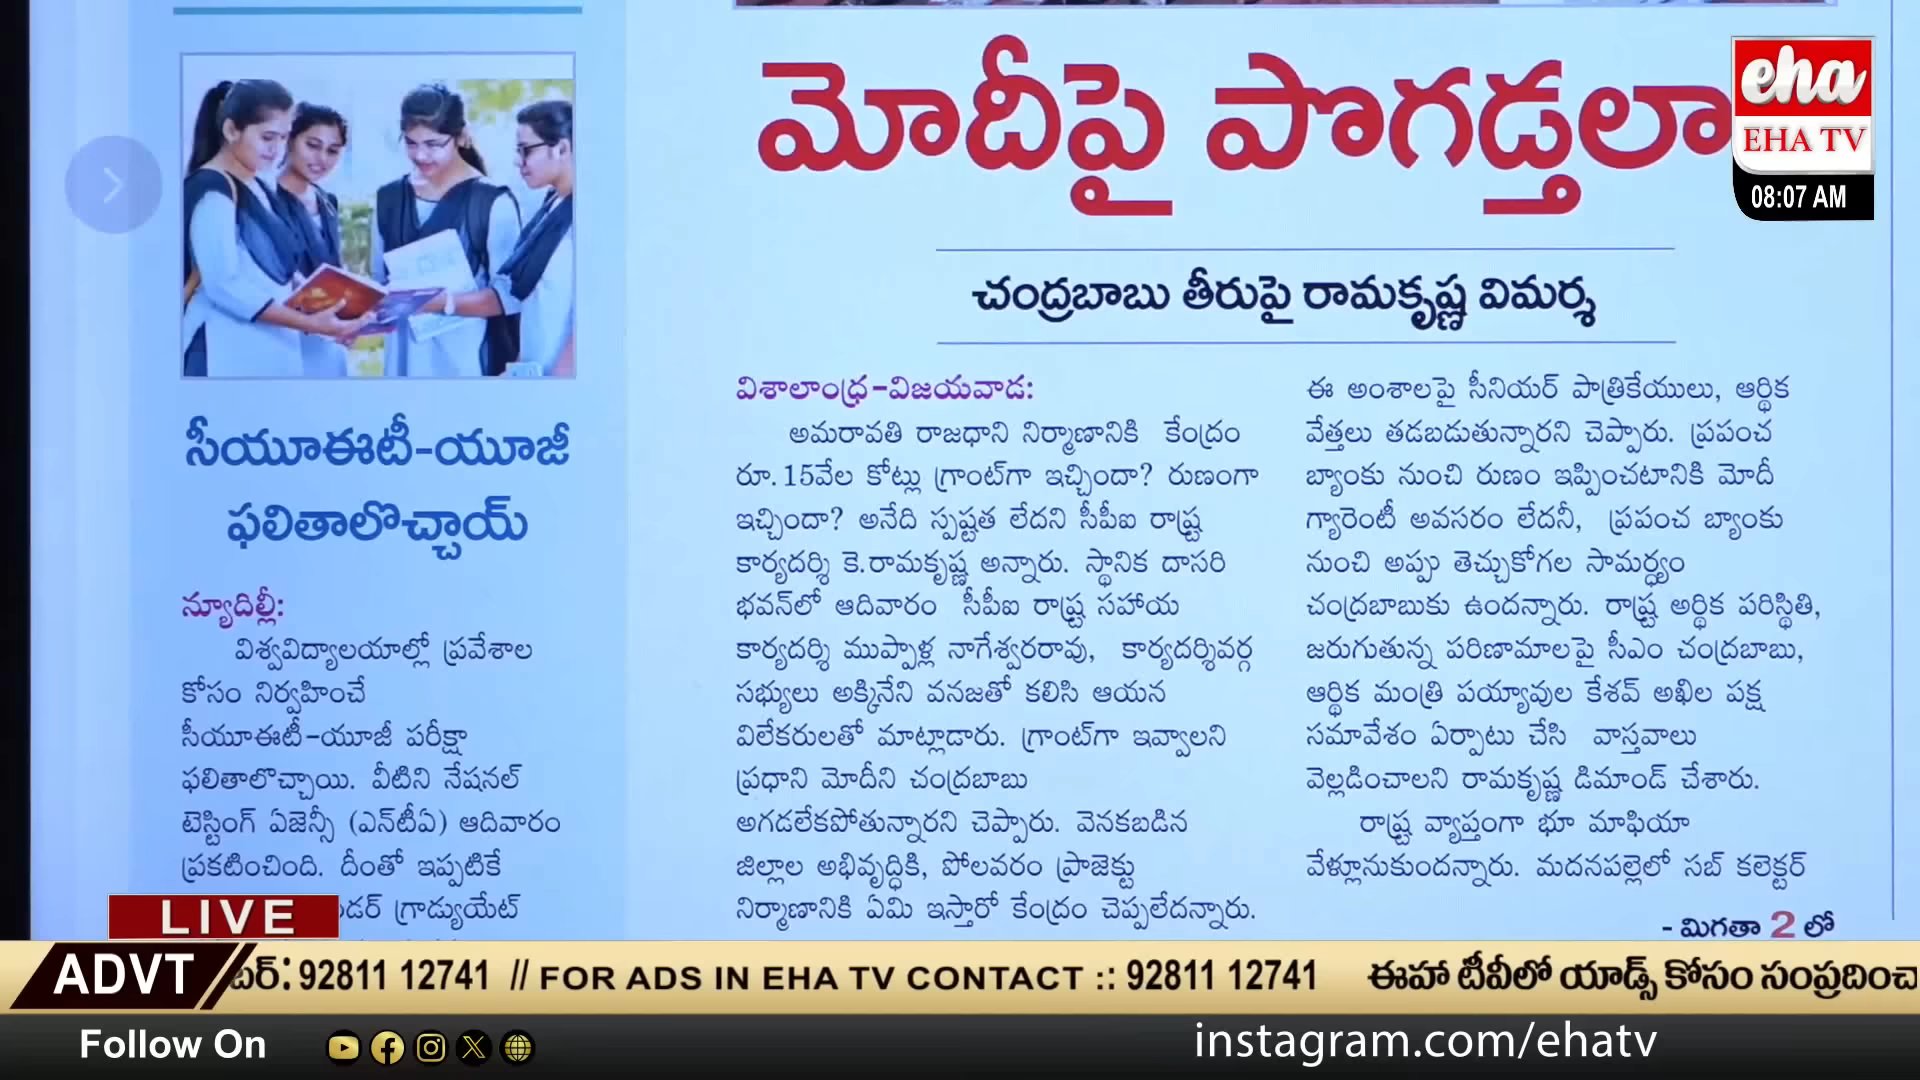 మోదీపై పొగడ్తలా
eha
EHA TV
08:07 AM
చంద్రబాబు తీరుపై రామకృష్ణ విమర్శ
సీయూఈటీ-యూజీ
ఫలితాలొచ్చాయ్
న్యూదిల్లీ:
విశ్వవిద్యాలయాల్లో ప్రవేశాల
కోసం నిర్వహించే
సీయూఈటీ-యూజీ పరీక్షా
ఫలితాలొచ్చాయి. వీటిని నేషనల్
టెస్టింగ్ ఏజెన్సీ (ఎన్‌టీఏ) ఆదివారం
ప్రకటించింది. దీంతో ఇప్పటికే
గ్రాడ్యుయేట్
విశాలాంధ్ర-విజయవాడ:
అమరావతి రాజధాని నిర్మాణానికి కేంద్రం
రూ.15వేల కోట్లు గ్రాంట్‌గా ఇచ్చిందా? రుణంగా
ఇచ్చిందా? అనేది స్పష్టత లేదని సీపీఐ రాష్ట్ర
కార్యదర్శి కె.రామకృష్ణ అన్నారు. స్థానిక దాసరి
భవన్‌లో ఆదివారం సీపీఐ రాష్ట్ర సహాయ
కార్యదర్శి ముప్పాళ్ల నాగేశ్వరరావు, కార్యదర్శివర్గ
సభ్యులు అక్కినేని వనజతో కలిసి ఆయన
విలేకరులతో మాట్లాడారు. గ్రాంట్‌గా ఇవ్వాలని
ప్రధాని మోదీని చంద్రబాబు
అగడలేకపోతున్నారని చెప్పారు. వెనకబడిన
జిల్లాల అభివృద్ధికి, పోలవరం ప్రాజెక్టు
నిర్మాణానికి ఏమి ఇస్తారో కేంద్రం చెప్పలేదన్నారు.
ఈ అంశాలపై సీనియర్ పాత్రికేయులు, ఆర్థిక
వేత్తలు తడబడుతున్నారని చెప్పారు. ప్రపంచ
బ్యాంకు నుంచి రుణం ఇప్పించటానికి మోదీ
గ్యారెంటీ అవసరం లేదనీ, ప్రపంచ బ్యాంకు
నుంచి అప్పు తెచ్చుకోగల సామర్థ్యం
చంద్రబాబుకు ఉందన్నారు. రాష్ట్ర అర్థిక పరిస్థితి,
జరుగుతున్న పరిణామాలపై సీఎం చంద్రబాబు,
ఆర్థిక మంత్రి పయ్యావుల కేశవ్ అఖిల పక్ష
సమావేశం ఏర్పాటు చేసి వాస్తవాలు
వెల్లడించాలని రామకృష్ణ డిమాండ్ చేశారు.
రాష్ట్ర వ్యాప్తంగా భూ మాఫియా
వేళ్లూనుకుందన్నారు. మదనపల్లెలో సబ్ కలెక్టర్
- మిగతా 2 లో
LIVE
ADVT
92811 12741 // FOR ADS IN EHA TV CONTACT :: 92811 12741 ఈహా టీవీలో యాడ్స్ కోసం
Follow On
instagram.com/ehatv